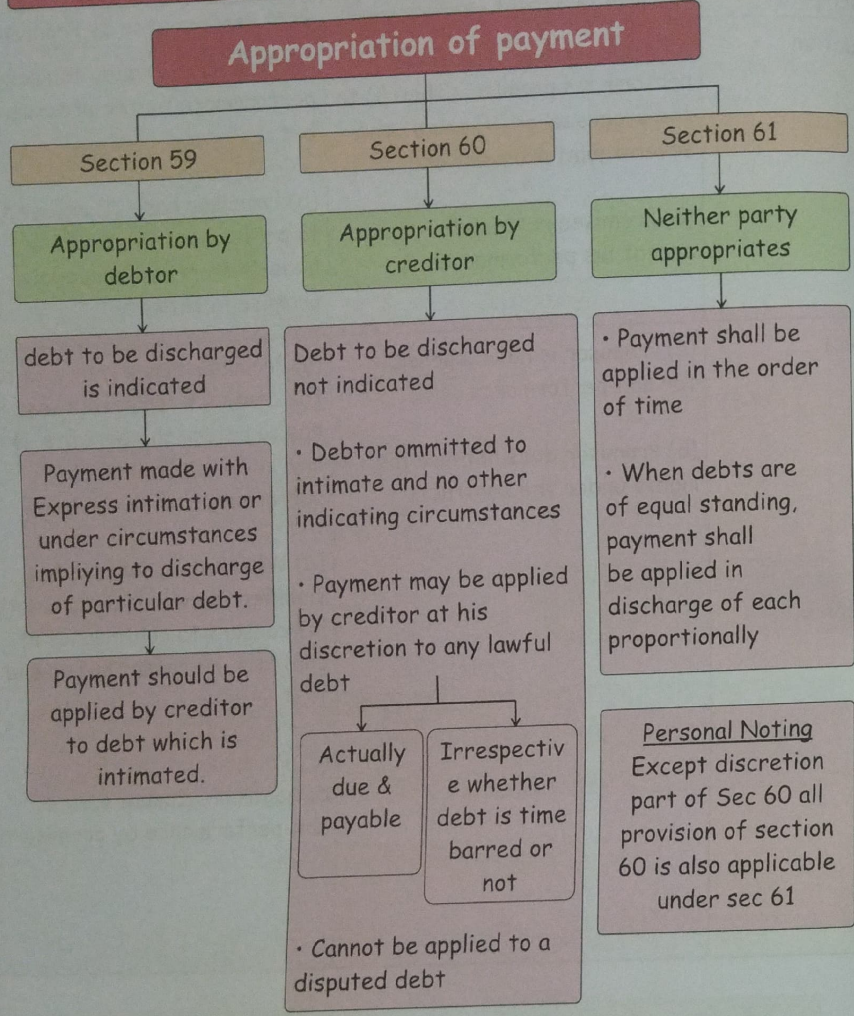 Appropriation of payment
Section 59
Appropriation by
debtor
debt to be discharged
is indicated
Payment made with
Express intimation or
under circumstances
impliying to discharge
of particular debt.
Payment should be
applied by creditor
to debt which is
intimated.
Section 60
Appropriation by
creditor
Debt to be discharged
not indicated
• Debtor ommitted to
intimate and no other
indicating circumstances
• Payment may be applied
by creditor at his
discretion to any lawful
debt
Actually
due &
payable
Irrespectiv
e whether
debt is time
barred or
not
• Cannot be applied to a
disputed debt
Section 61
Neither party
appropriates
• Payment shall be
applied in the order
of time
• When debts are
of equal standing,
payment shall
be applied in
discharge of each
proportionally
Personal Noting
Except discretion
part of Sec 60 all
provision of section
60 is also applicable
under sec 61